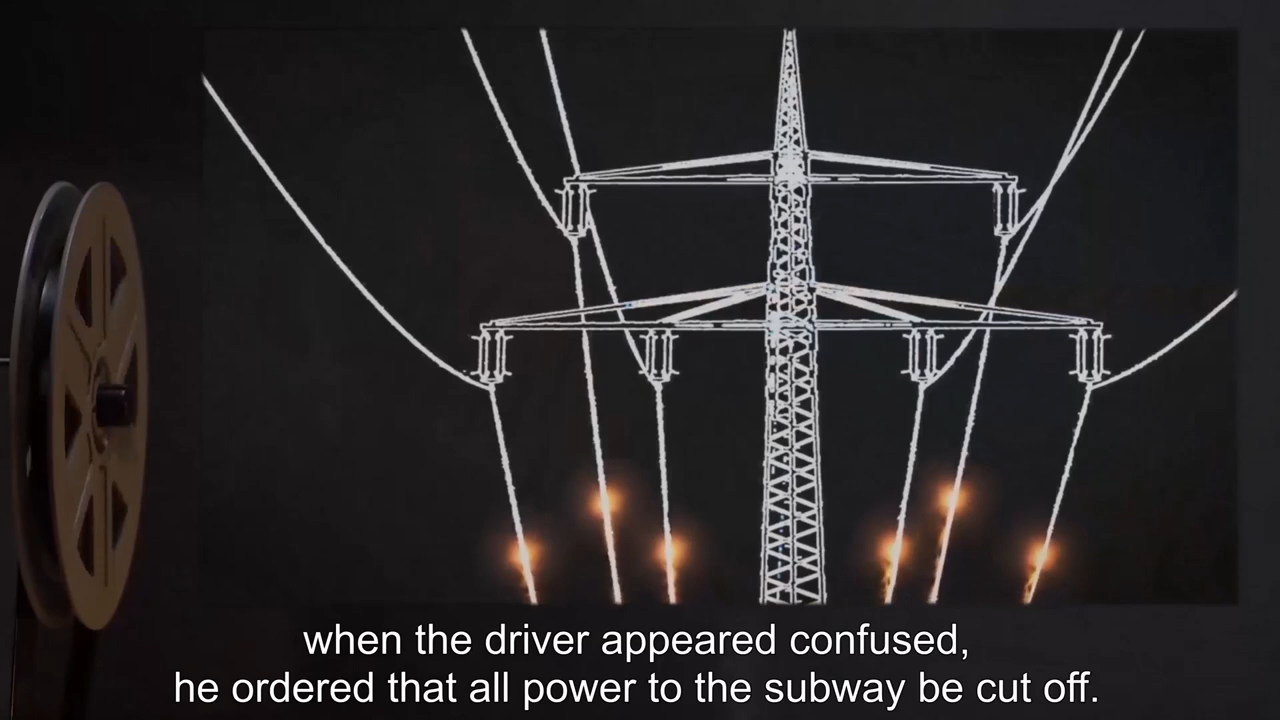 when the driver appeared confused,
he ordered that all power to the subway be cut off.